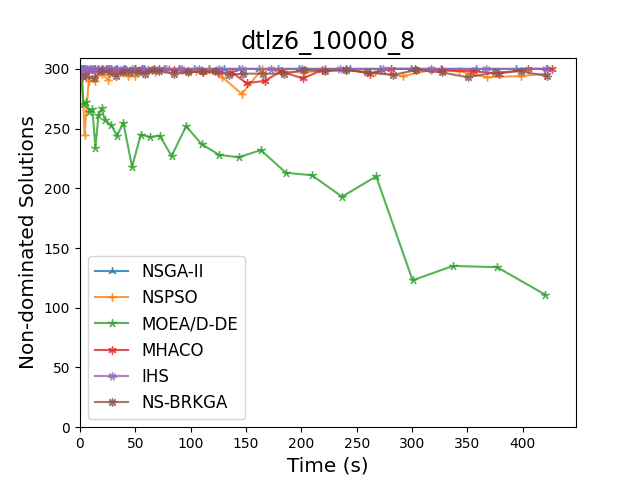 dtlz6_10000_8
Non-dominated Solutions
300
250
200
150
100
50
0
NSGA-II
NSPSO
MOEA/D-DE
MHACO
IHS
NS-BRKGA
0 50 100 150 200 250 300 350 400
Time (s)